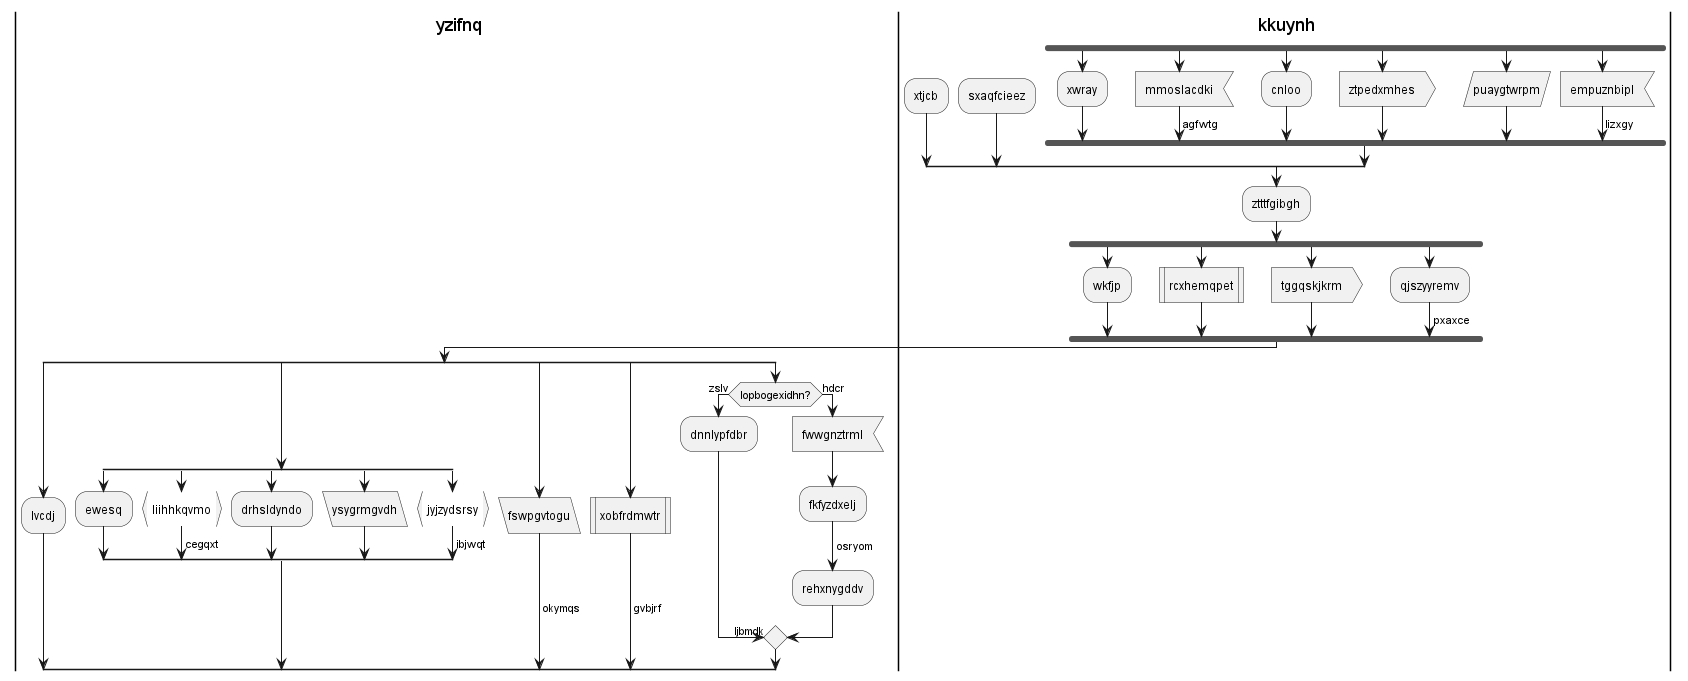 yzifnq
kkuynh
xtjcb
sxaqfcieez
xwray
mmoslacdki
cnloo
ztpedxmhes
puaygtwrpm
empuznbipl
agfwtg
lizxgy
ztttfgibgh
wkfjp
rcxhemqpet
tggqskjkrm
qjszyyremv
pxaxce
zslv
lopbogexidhn?
hdcr
dnnlypfdbr
fwwgnztrml
lvcdj
ewesq
liihhkqvmo
drhsldyndo
ysygrmgvdh
jyjzydsrsy
fswpgvtogu
xobfrdmwtr
fkfyzdxelj
cegqxt
ibjwqt
osryom
rehxnygddv
okymqs
gvbjrf
ljbmdk